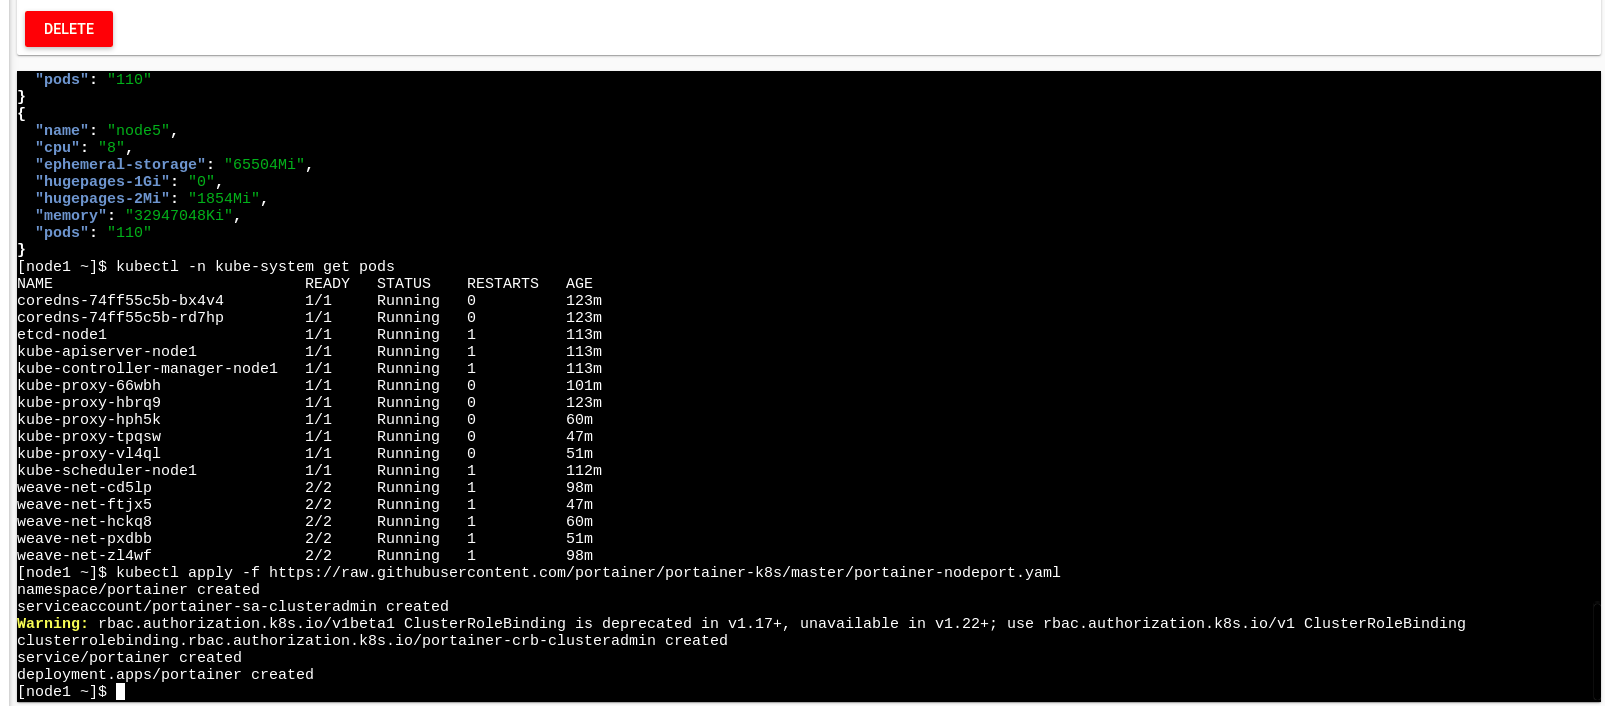 DELETE
"pods": "110"
}
{
"name": "node5",
"cpu": "8",
"ephemeral-storage": "65504Mi",
"hugepages-1Gi": "0",
"hugepages-2Mi": "1854Mi",
"memory": "32947048Ki",
"pods": "110"
}
[node1 ~]$ kubectl -n kube-system get pods
NAME READY STATUS RESTARTS AGE
coredns-74ff55c5b-bx4v4 1/1 Running 0 123m
coredns-74ff55c5b-rd7hp 1/1 Running 0 123m
etcd-node1 1/1 Running 1 113m
kube-apiserver-node1 1/1 Running 1 113m
kube-controller-manager-node1 1/1 Running 1 113m
kube-proxy-66wbh 1/1 Running 0 101m
kube-proxy-hbrq9 1/1 Running 0 123m
kube-proxy-hph5k 1/1 Running 0 60m
kube-proxy-tpqsw 1/1 Running 0 47m
kube-proxy-vl4ql 1/1 Running 0 51m
kube-scheduler-node1 1/1 Running 1 112m
weave-net-cd5lp 2/2 Running 1 98m
weave-net-ftjx5 2/2 Running 1 47m
weave-net-hckq8 2/2 Running 1 60m
weave-net-pxdbb 2/2 Running 1 51m
weave-net-zl4wf 2/2 Running 1 98m
[node1 ~]$ kubectl apply -f https://raw.githubusercontent.com/portainer/portainer-k8s/master/portainer-nodeport.yaml
namespace/portainer created
serviceaccount/portainer-sa-clusteradmin created
Warning: rbac.authorization.k8s.io/v1beta1 ClusterRoleBinding is deprecated in v1.17+, unavailable in v1.22+; use rbac.authorization.k8s.io/v1 ClusterRoleBinding
clusterrolebinding.rbac.authorization.k8s.io/portainer-crb-clusteradmin created
service/portainer created
deployment.apps/portainer created
[node1 ~]$